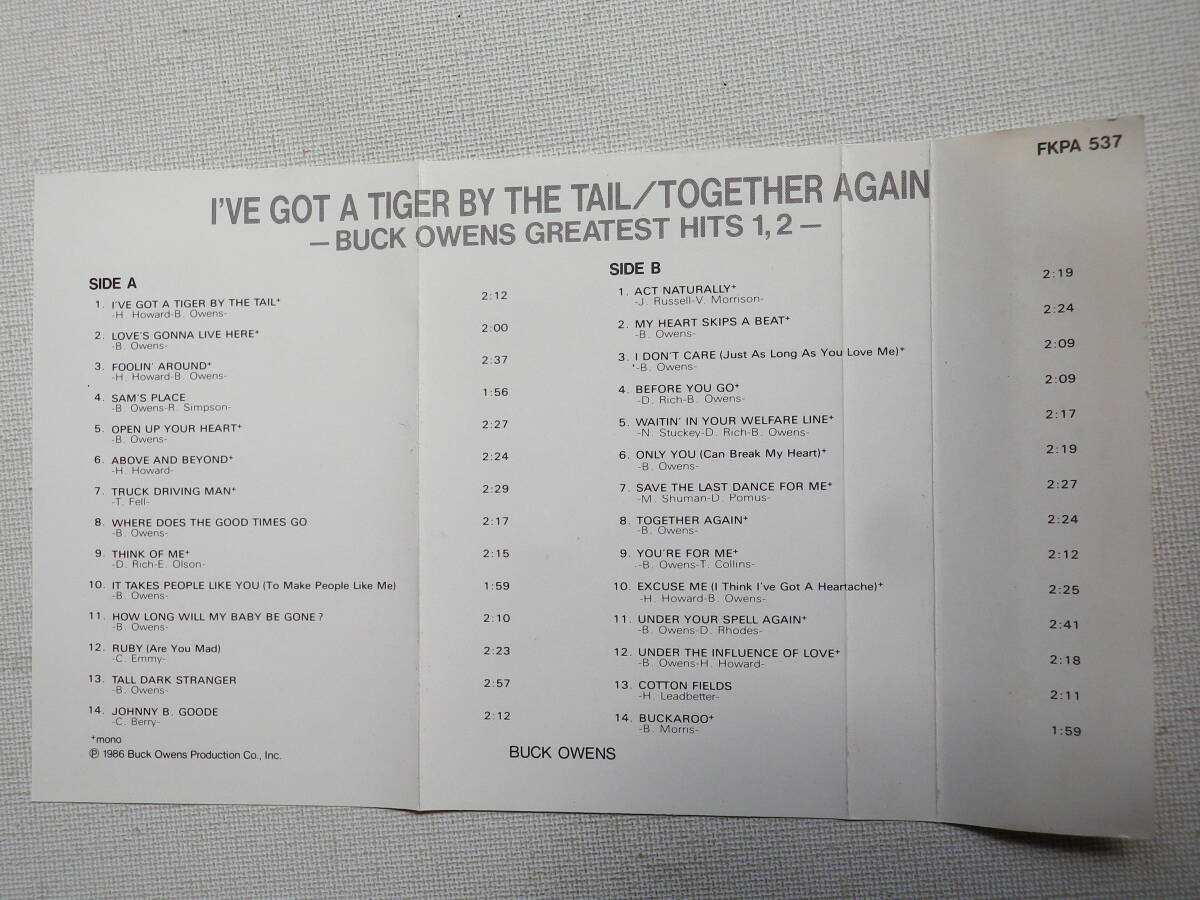 FKPA 537
I'VE GOT A TIGER BY THE TAIL/TOGETHER AGAIN
—BUCK OWENS GREATEST HITS 1, 2—
SIDE A
1. I'VE GOT A TIGER BY THE TAIL+ 2:12
-H. Howard-B. Owens-
2. LOVE'S GONNA LIVE HERE+ 2:00
-B. Owens-
3. FOOLIN' AROUND+ 2:37
-H. Howard-B. Owens-
4. SAM'S PLACE 1:56
-B. Owens-R. Simpson-
5. OPEN UP YOUR HEART+ 2:27
-B. Owens-
6. ABOVE AND BEYOND+ 2:24
-H. Howard-
7. TRUCK DRIVING MAN+ 2:29
-T. Fell-
8. WHERE DOES THE GOOD TIMES GO 2:17
-B. Owens-
9. THINK OF ME+ 2:15
-D. Rich-E. Olson-
10. IT TAKES PEOPLE LIKE YOU (To Make People Like Me) 1:59
-B. Owens-
11. HOW LONG WILL MY BABY BE GONE? 2:10
-B. Owens-
12. RUBY (Are You Mad) 2:23
-C. Emmy-
13. TALL DARK STRANGER 2:57
-B. Owens-
14. JOHNNY B. GOODE 2:12
-C. Berry-
+mono
℗ 1986 Buck Owens Production Co., Inc.
SIDE B
1. ACT NATURALLY+ 2:19
-J. Russell-V. Morrison-
2. MY HEART SKIPS A BEAT+ 2:24
-B. Owens-
3. I DON'T CARE (Just As Long As You Love Me)+ 2:09
+-B. Owens-
4. BEFORE YOU GO+ 2:09
-D. Rich-B. Owens-
5. WAITIN' IN YOUR WELFARE LINE+ 2:17
-N. Stuckey-D. Rich-B. Owens-
6. ONLY YOU (Can Break My Heart)+ 2:19
-B. Owens-
7. SAVE THE LAST DANCE FOR ME+ 2:27
-M. Shuman-D. Pomus-
8. TOGETHER AGAIN+ 2:24
-B. Owens-
9. YOU'RE FOR ME+ 2:12
-B. Owens-T. Collins-
10. EXCUSE ME (I Think I've Got A Heartache)+ 2:25
-H. Howard-B. Owens-
11. UNDER YOUR SPELL AGAIN+ 2:41
-B. Owens-D. Rhodes-
12. UNDER THE INFLUENCE OF LOVE+ 2:18
-B. Owens-H. Howard-
13. COTTON FIELDS 2:11
-H. Leadbetter-
14. BUCKAROO+ 1:59
-B. Morris-
BUCK OWENS